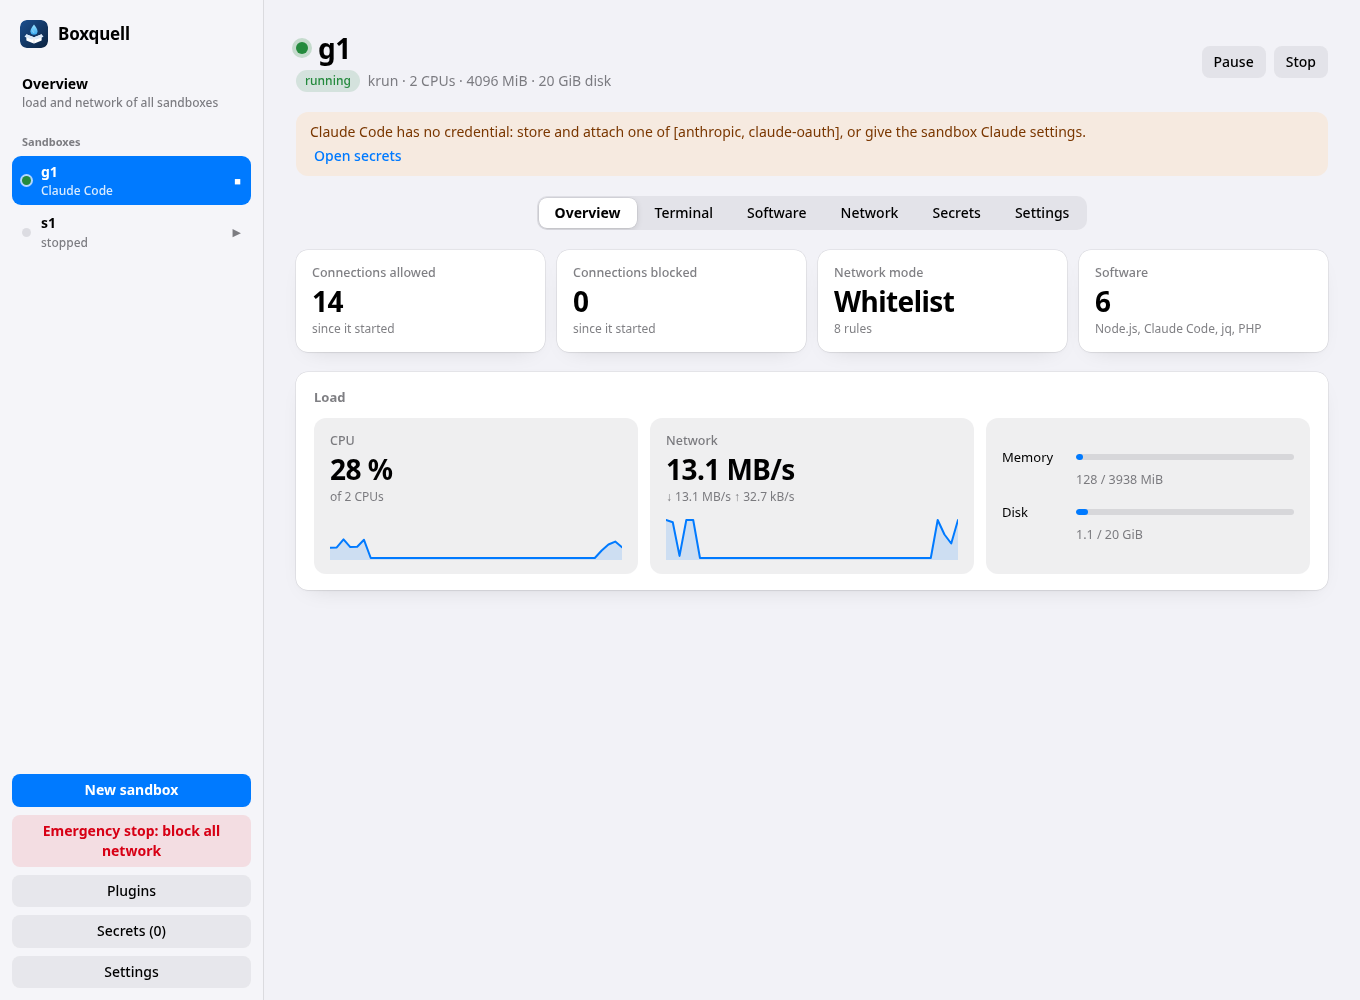 Boxquell
Overview
load and network of all sandboxes
Sandboxes
g1
Claude Code
s1
stopped
New sandbox
Emergency stop: block all
network
Plugins
Secrets (0)
Settings
g1
running krun · 2 CPUs · 4096 MiB · 20 GiB disk
Pause Stop
Claude Code has no credential: store and attach one of [anthropic, claude-oauth], or give the sandbox Claude settings.
Open secrets
Overview Terminal Software Network Secrets Settings
Connections allowed
14
since it started
Connections blocked
0
since it started
Network mode
Whitelist
8 rules
Software
6
Node.js, Claude Code, jq, PHP
Load
CPU
28 %
of 2 CPUs
Network
13.1 MB/s
↓ 13.1 MB/s ↑ 32.7 kB/s
Memory
128 / 3938 MiB
Disk
1.1 / 20 GiB